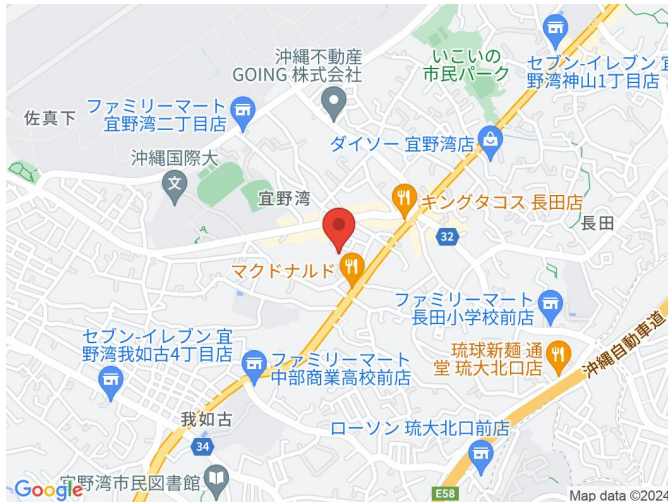 沖縄不動産
GOING 株式会社
いこいの
市民パーク
セブン-イレブン 宜
野湾神山1丁目店
佐真下
ファミリーマート
宜野湾二丁目店
ダイソー 宜野湾店
沖縄国際大
宜野湾
キングタコス 長田店
長田
32
マクドナルド
ファミリーマート
長田小学校前店
セブン-イレブン 宜
野湾我如古4丁目店
琉球新麺 通
堂 琉大北口店
沖縄自動車道
ファミリーマート
中部商業高校前店
我如古
34
ローソン 琉大北口前店
宜野湾市民図書館
E58
Google
Map data ©2024